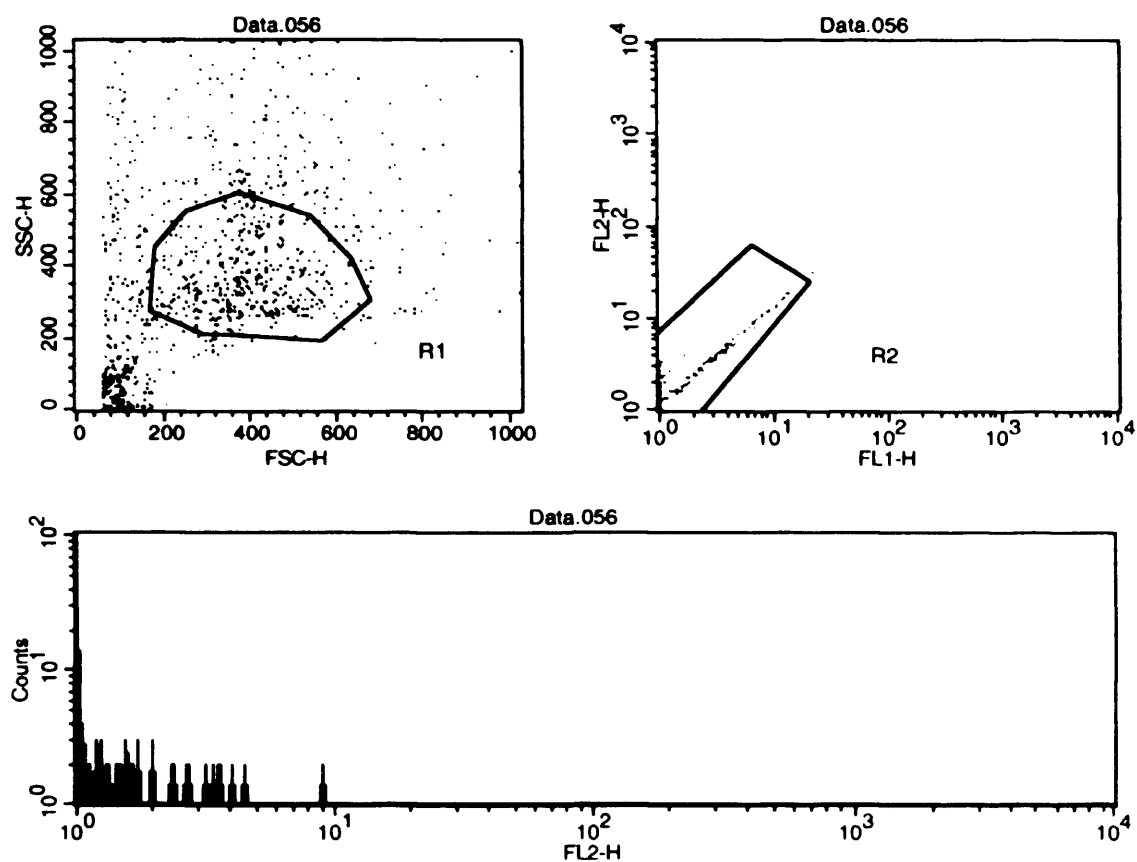 Data.056
SSC-H
1000
800
600
400
200
0
R1
0 200 400 600 800 1000
FSC-H
Data.056
FL2-H
10^4
10^3
10^2
10^1
10^0
R2
10^0 10^1 10^2 10^3 10^4
FL1-H
Data.056
Counts
10^2
10^1
10^0
10^0 10^1 10^2 10^3 10^4
FL2-H